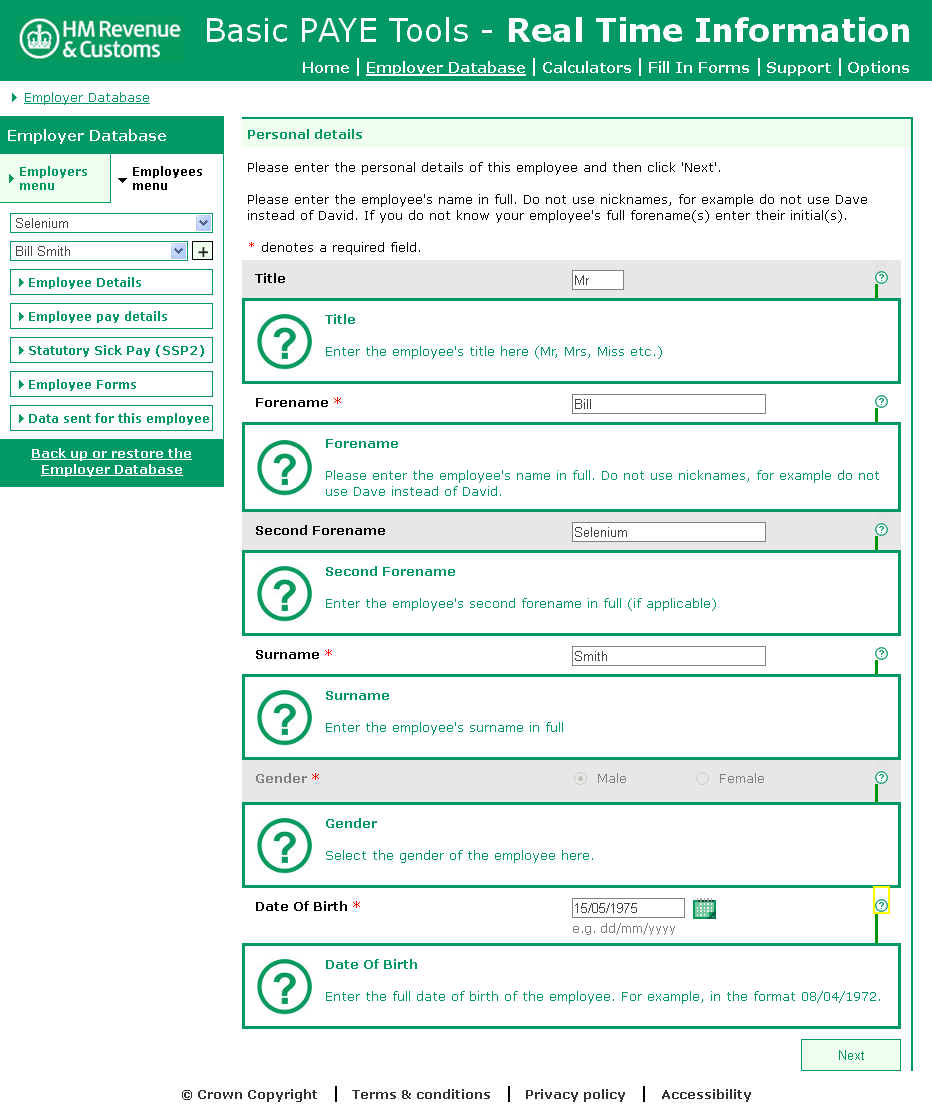 HM Revenue
& Customs
Basic PAYE Tools - Real Time Information
Home | Employer Database | Calculators | Fill In Forms | Support | Options
Employer Database
Employer Database
Employers
menu
Employees
menu
Selenium
Bill Smith
+
Employee Details
Employee pay details
Statutory Sick Pay (SSP2)
Employee Forms
Data sent for this employee
Back up or restore the
Employer Database
Personal details
Please enter the personal details of this employee and then click 'Next'.
Please enter the employee's name in full. Do not use nicknames, for example do not use Dave
instead of David. If you do not know your employee's full forename(s) enter their initial(s).
* denotes a required field.
Title Mr ?
? Title
Enter the employee's title here (Mr, Mrs, Miss etc.)
Forename * Bill ?
? Forename
Please enter the employee's name in full. Do not use nicknames, for example do not
use Dave instead of David.
Second Forename Selenium ?
? Second Forename
Enter the employee's second forename in full (if applicable)
Surname * Smith ?
? Surname
Enter the employee's surname in full
Gender * Male Female ?
? Gender
Select the gender of the employee here.
Date Of Birth * 15/05/1975 ?
e.g. dd/mm/yyyy
? Date Of Birth
Enter the full date of birth of the employee. For example, in the format 08/04/1972.
Next
© Crown Copyright | Terms & conditions | Privacy policy | Accessibility